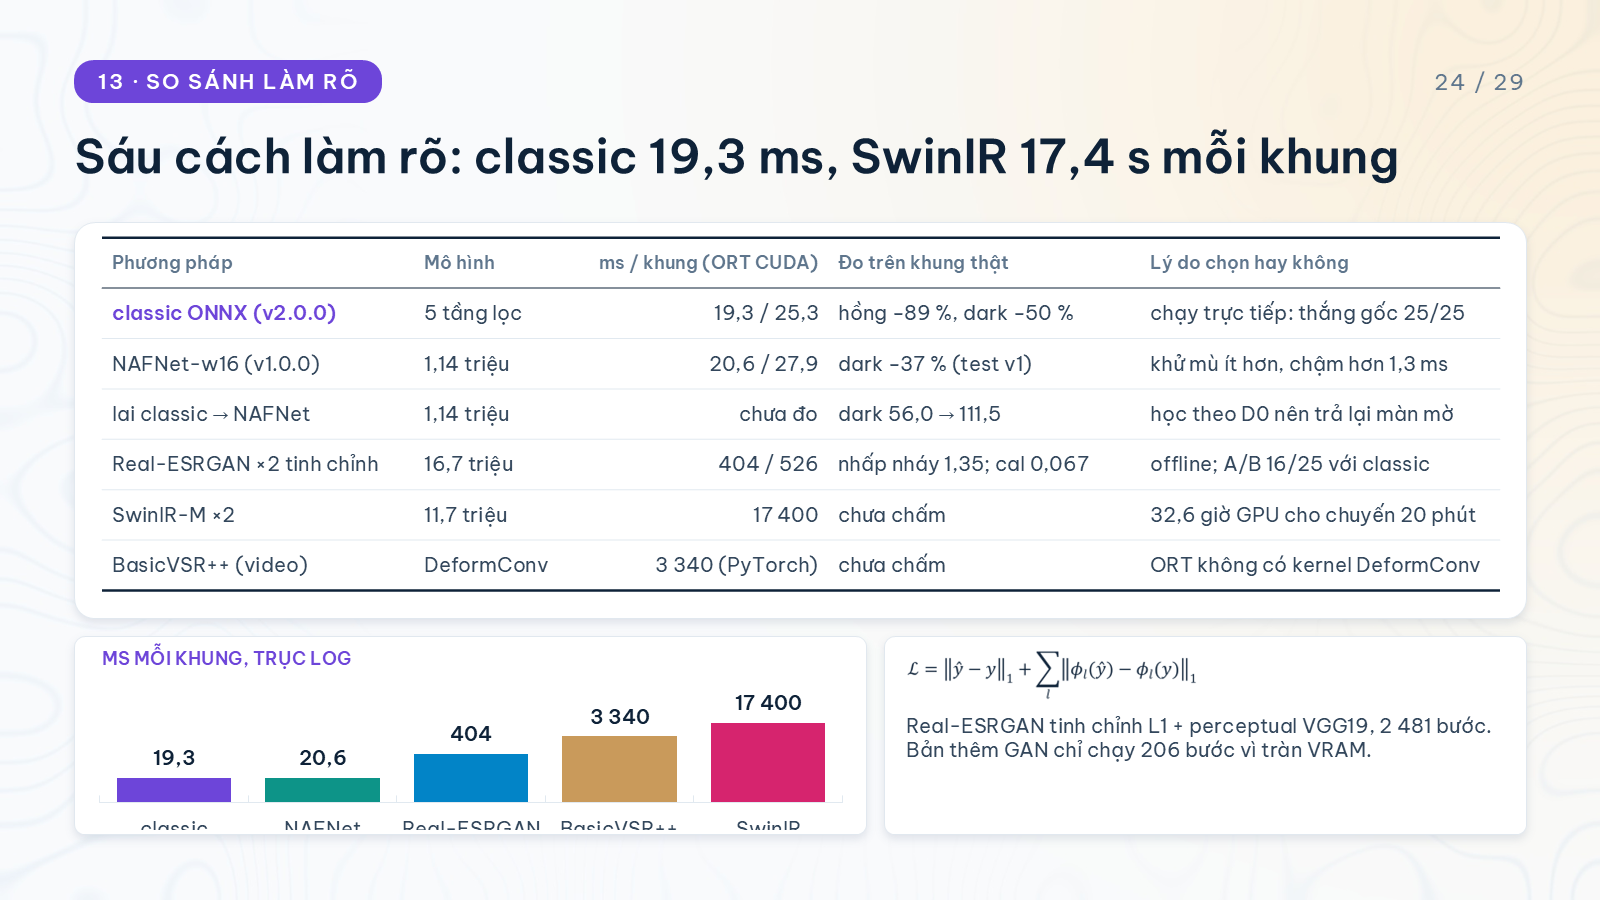 13 · SO SÁNH LÀM RÕ
24 / 29
Sáu cách làm rõ: classic 19,3 ms, SwinIR 17,4 s mỗi khung
Phương pháp Mô hình ms / khung (ORT CUDA) Đo trên khung thật Lý do chọn hay không
classic ONNX (v2.0.0) 5 tầng lọc 19,3 / 25,3 hồng -89 %, dark -50 % chạy trực tiếp: thắng gốc 25/25
NAFNet-w16 (v1.0.0) 1,14 triệu 20,6 / 27,9 dark -37 % (test v1) khử mù ít hơn, chậm hơn 1,3 ms
lai classic → NAFNet 1,14 triệu chưa đo dark 56,0 → 111,5 học theo D0 nên trả lại màn mờ
Real-ESRGAN ×2 tinh chỉnh 16,7 triệu 404 / 526 nhấp nháy 1,35; cal 0,067 offline; A/B 16/25 với classic
SwinIR-M ×2 11,7 triệu 17 400 chưa chấm 32,6 giờ GPU cho chuyến 20 phút
BasicVSR++ (video) DeformConv 3 340 (PyTorch) chưa chấm ORT không có kernel DeformConv
MS MỖI KHUNG, TRỤC LOG
19,3 20,6 404 3 340 17 400
classic NAFNet Real-ESRGAN BasicVSR++ SwinIR
ℒ = ‖ŷ − y‖₁ + ∑_l ‖ϕ_l(ŷ) − ϕ_l(y)‖₁
Real-ESRGAN tinh chỉnh L1 + perceptual VGG19, 2 481 bước.
Bản thêm GAN chỉ chạy 206 bước vì tràn VRAM.